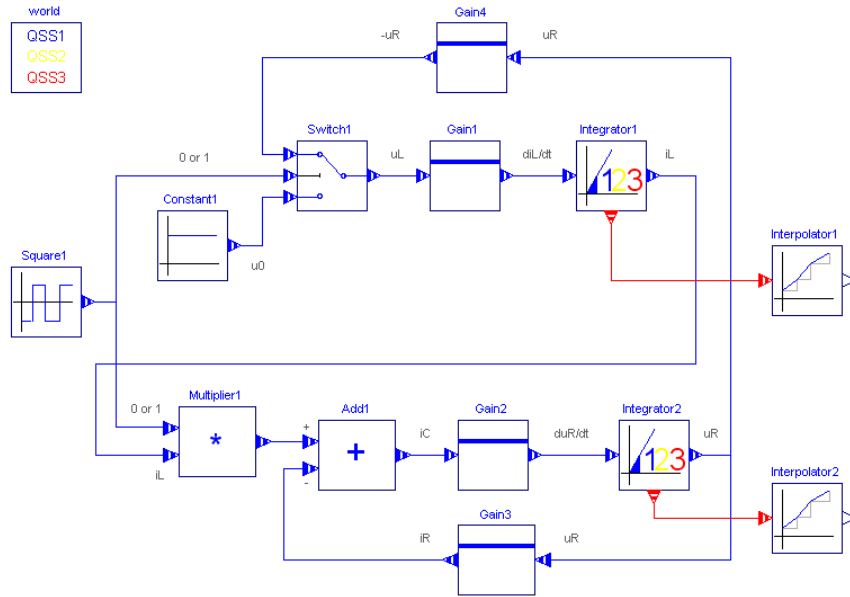 world
QSS1
QSS2
QSS3
Gain4
-uR
uR
Switch1
Gain1
Integrator1
0 or 1
uL
diL/dt
iL
123
Constant1
u0
Square1
Interpolator1
Multiplier1
Add1
Gain2
Integrator2
0 or 1
+
iC
duR/dt
uR
*
+
123
iL
-
Interpolator2
Gain3
iR
uR